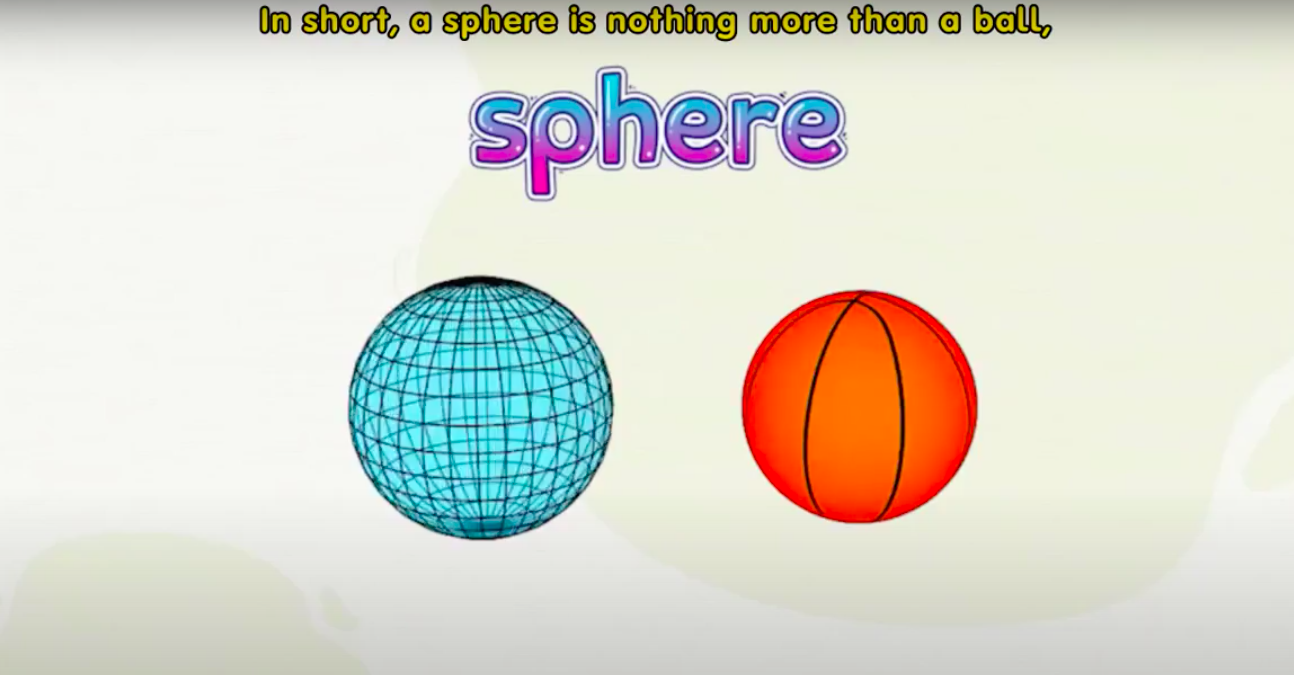 In short, a sphere is nothing more than a ball,
sphere